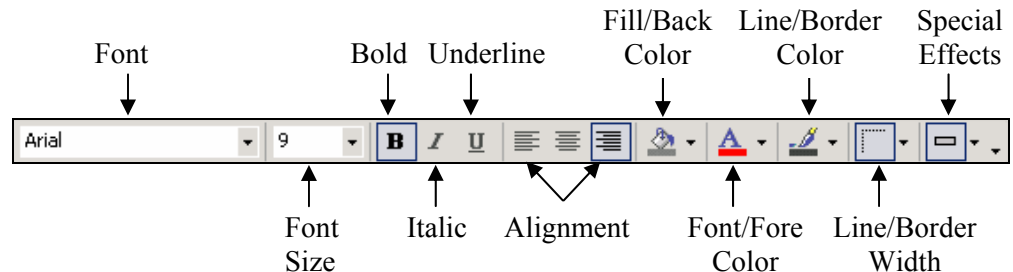 Fill/Back Line/Border Special
Font Bold Underline Color Color Effects
Arial 9 B I U A
Font Italic Alignment Font/Fore Line/Border
Size Color Width